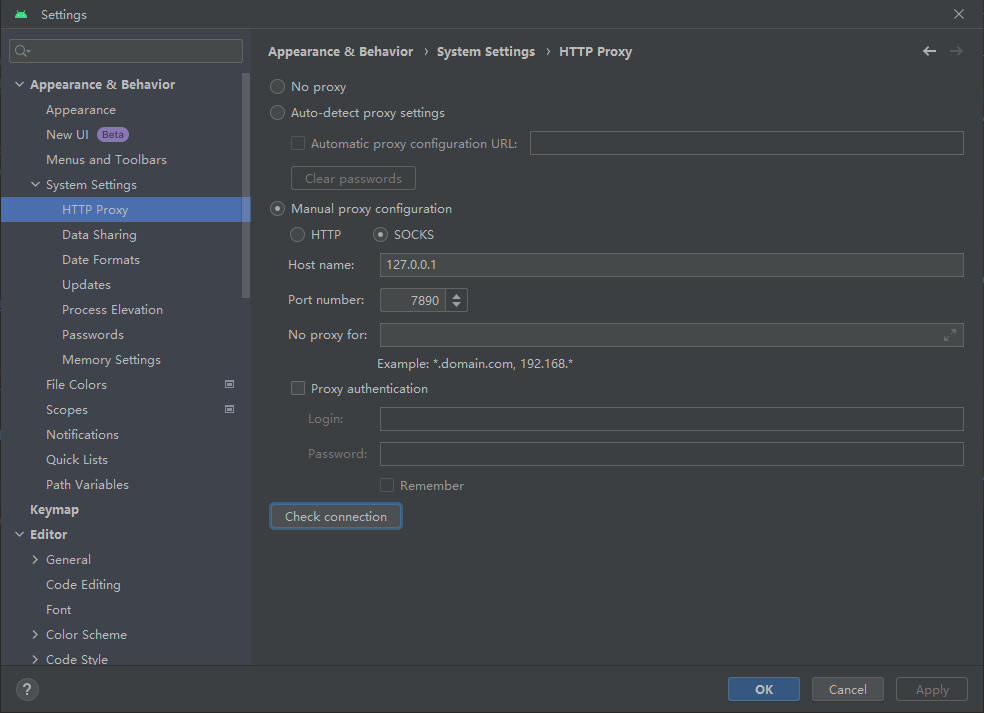 Settings
Appearance & Behavior
Appearance
New UI Beta
Menus and Toolbars
System Settings
HTTP Proxy
Data Sharing
Date Formats
Updates
Process Elevation
Passwords
Memory Settings
File Colors
Scopes
Notifications
Quick Lists
Path Variables
Keymap
Editor
General
Code Editing
Font
Color Scheme
Code Style
Appearance & Behavior › System Settings › HTTP Proxy
No proxy
Auto-detect proxy settings
Automatic proxy configuration URL:
Clear passwords
Manual proxy configuration
HTTP SOCKS
Host name: 127.0.0.1
Port number: 7890
No proxy for:
Example: *.domain.com, 192.168.*
Proxy authentication
Login:
Password:
Remember
Check connection
? OK Cancel Apply